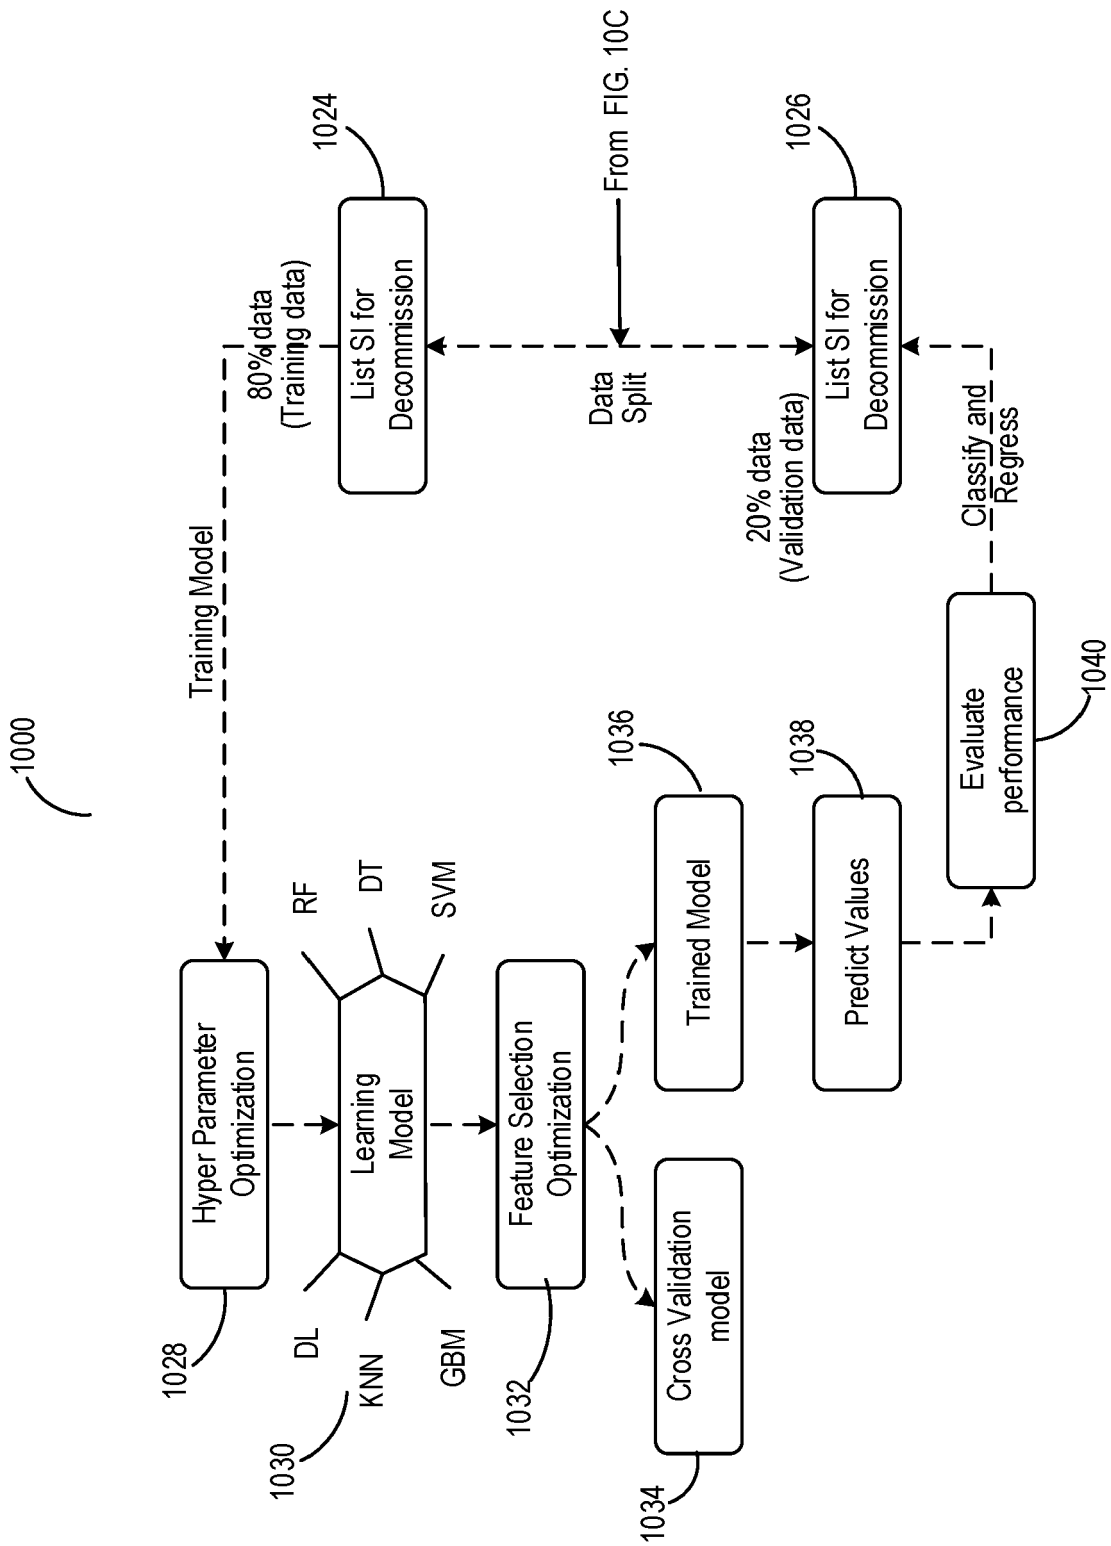 1000
Training Model
80% data
(Training data)
1024
List SI for
Decommission
Data
Split
From FIG. 10C
20% data
(Validation data)
1026
List SI for
Decommission
Classify and
Regress
1028
Hyper Parameter
Optimization
1030
DL
KNN
GBM
Learning
Model
RF
DT
SVM
1032
Feature Selection
Optimization
1034
Cross Validation
model
1036
Trained Model
1038
Predict Values
Evaluate
performance
1040